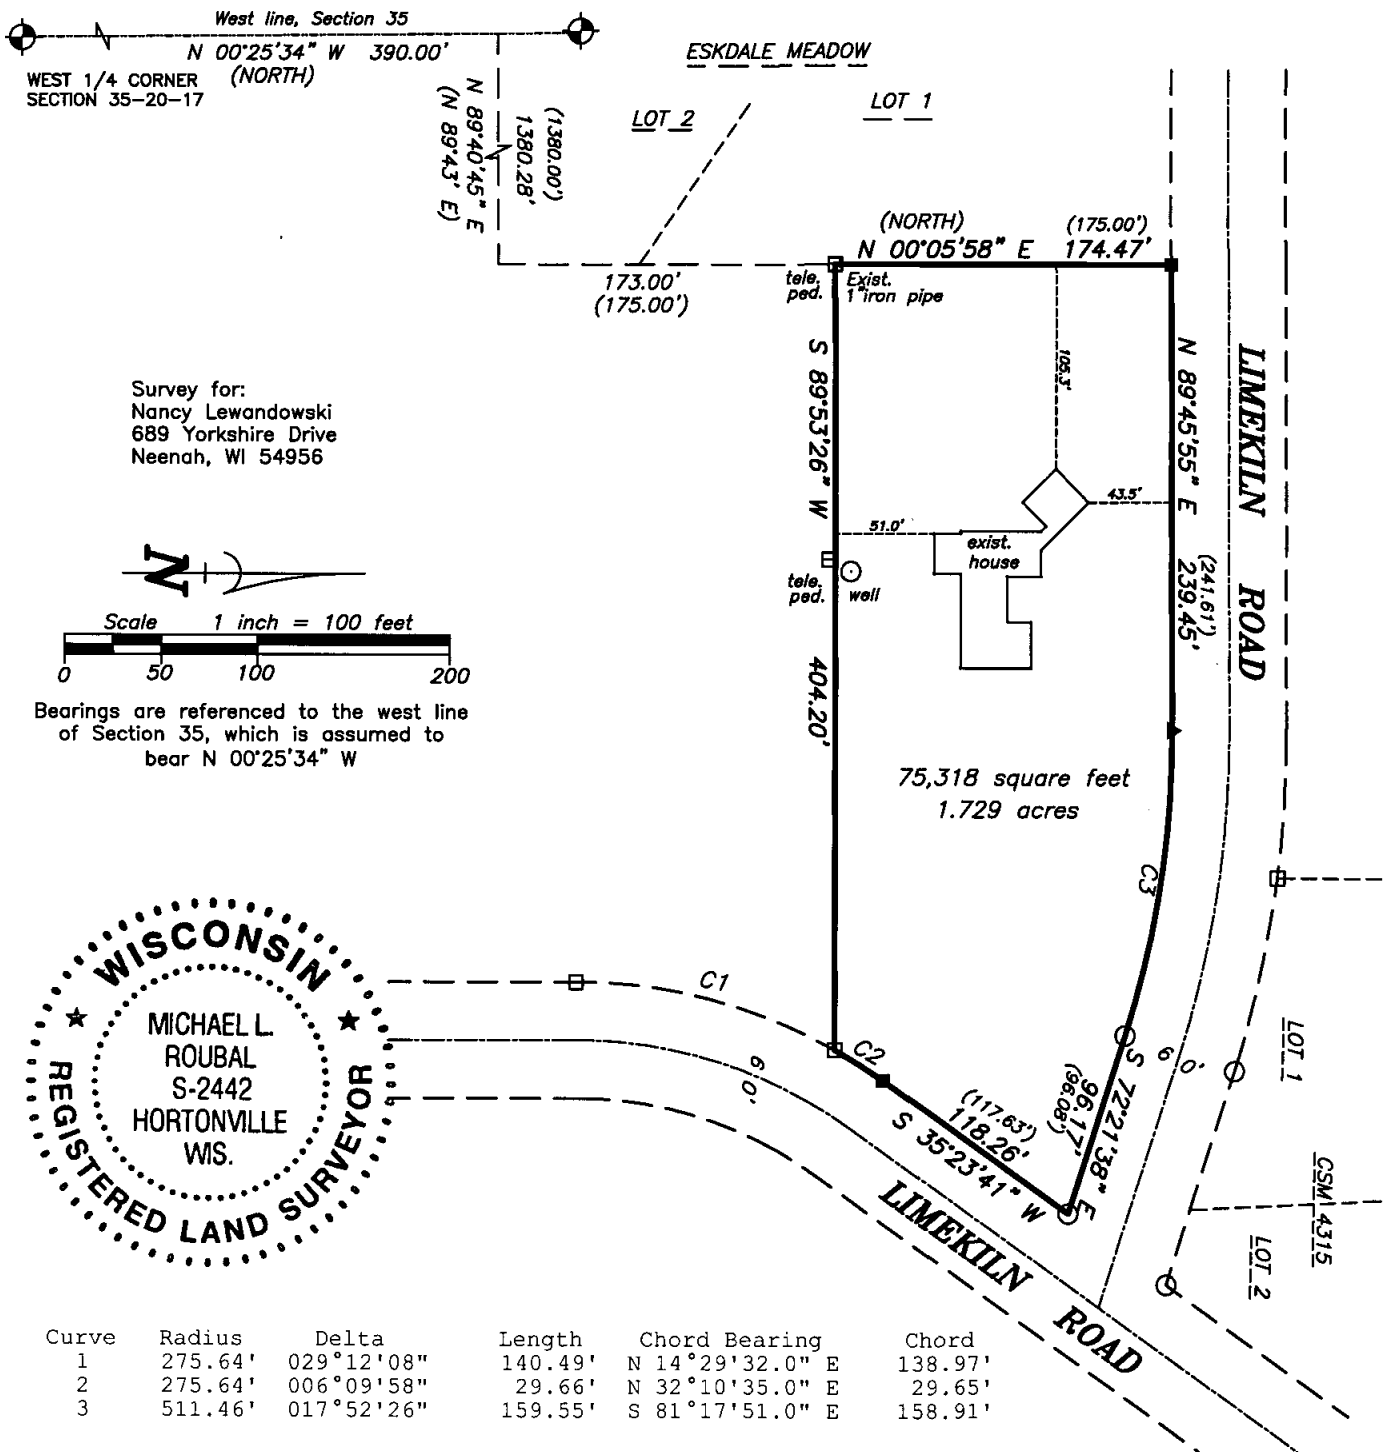 West line, Section 35
N 00°25'34" W 390.00'
(NORTH)
WEST 1/4 CORNER
SECTION 35-20-17
ESKDALE MEADOW
LOT 2
LOT 1
(1380.00')
1380.28'
N 89°40'45" E
(N 89°43' E)
(NORTH)
(175.00')
N 00°05'58" E 174.47'
173.00'
(175.00')
tele.
ped.
Exist.
1" iron pipe
S 89°53'26" W 404.20'
105.3'
N 89°45'55" E 239.45'
(241.61')
LIMEKILN ROAD
43.5'
51.0'
exist.
house
tele.
ped.
well
Survey for:
Nancy Lewandowski
689 Yorkshire Drive
Neenah, WI 54956
N
Scale 1 inch = 100 feet
0 50 100 200
Bearings are referenced to the west line
of Section 35, which is assumed to
bear N 00°25'34" W
75,318 square feet
1.729 acres
C3
C1
C2
60'
60'
(117.63')
118.26'
S 35°23'41" W
S 72°21'38" E
96.17'
(96.08')
LOT 1
CSM 4315
LOT 2
LIMEKILN ROAD
WISCONSIN
MICHAEL L.
ROUBAL
S-2442
HORTONVILLE
WIS.
REGISTERED LAND SURVEYOR
Curve Radius Delta Length Chord Bearing Chord
1 275.64' 029°12'08" 140.49' N 14°29'32.0" E 138.97'
2 275.64' 006°09'58" 29.66' N 32°10'35.0" E 29.65'
3 511.46' 017°52'26" 159.55' S 81°17'51.0" E 158.91'